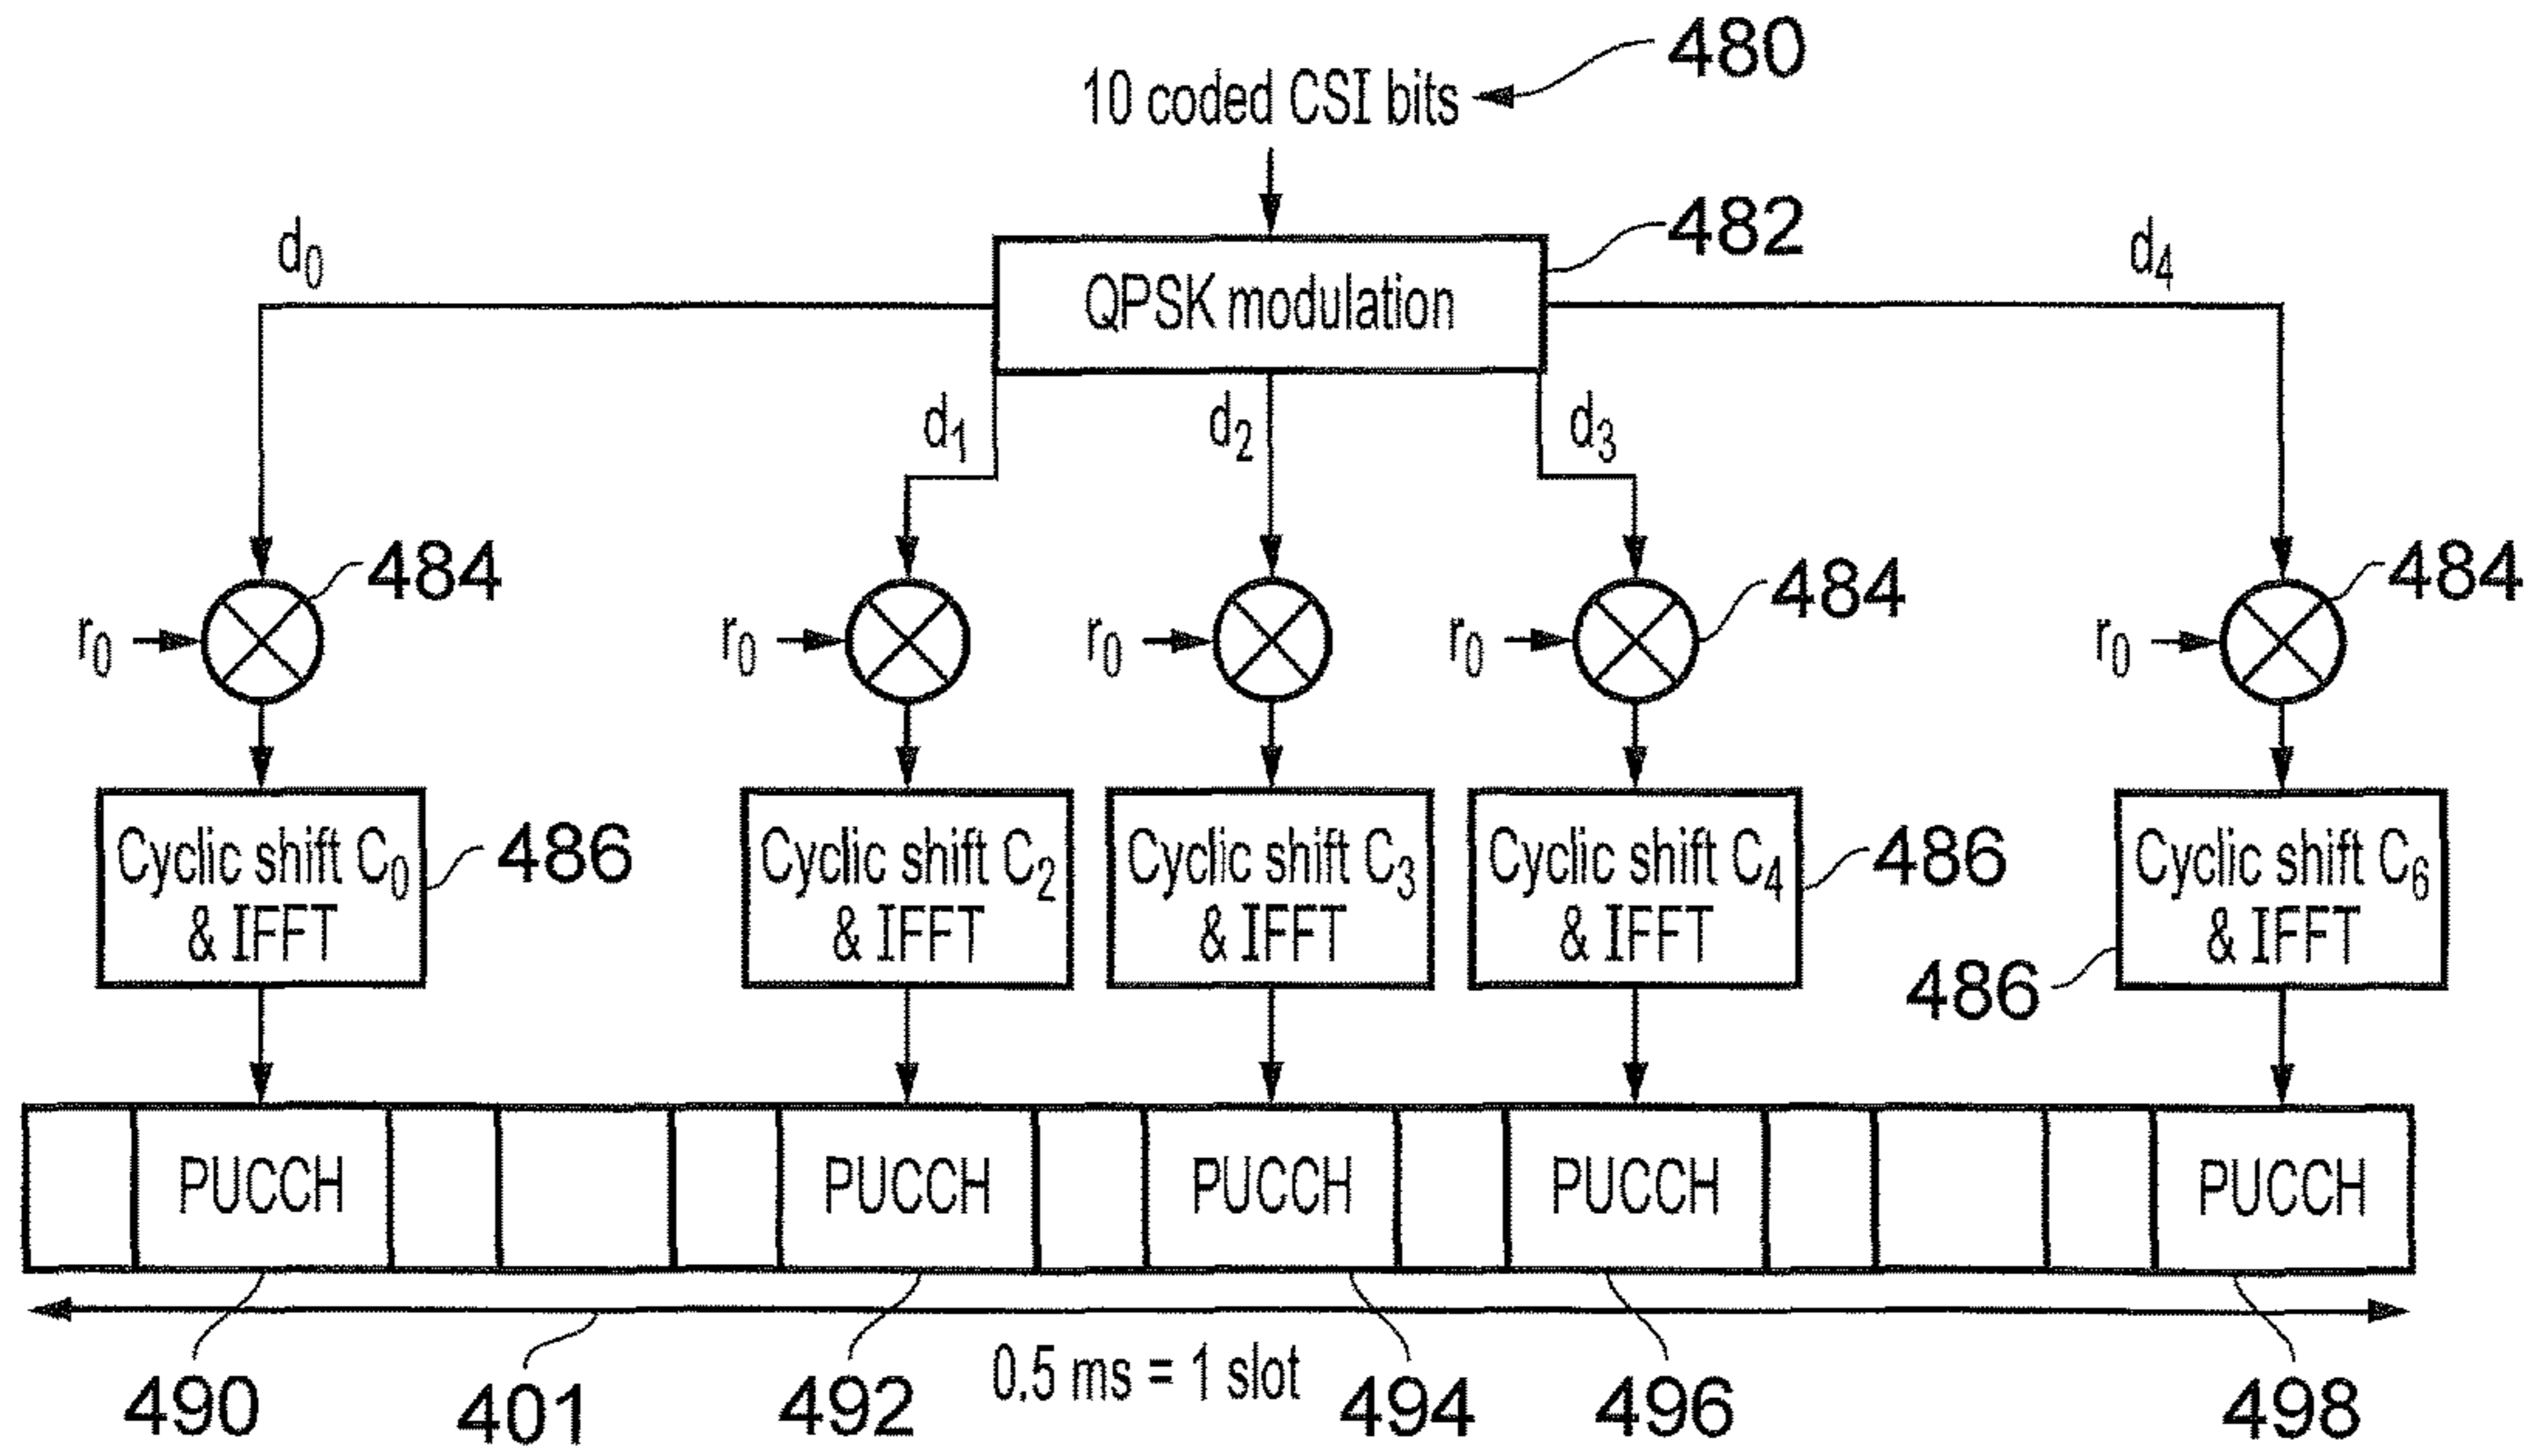 480
10 coded CSI bits
482
d0
QPSK modulation
d4
d1
d2
d3
484
484
484
r0
r0
r0
r0
r0
Cyclic shift C0
& IFFT
486
Cyclic shift C2
& IFFT
Cyclic shift C3
& IFFT
Cyclic shift C4
& IFFT
486
Cyclic shift C6
& IFFT
486
PUCCH
PUCCH
PUCCH
PUCCH
PUCCH
490
401
492
0.5 ms = 1 slot
494
496
498